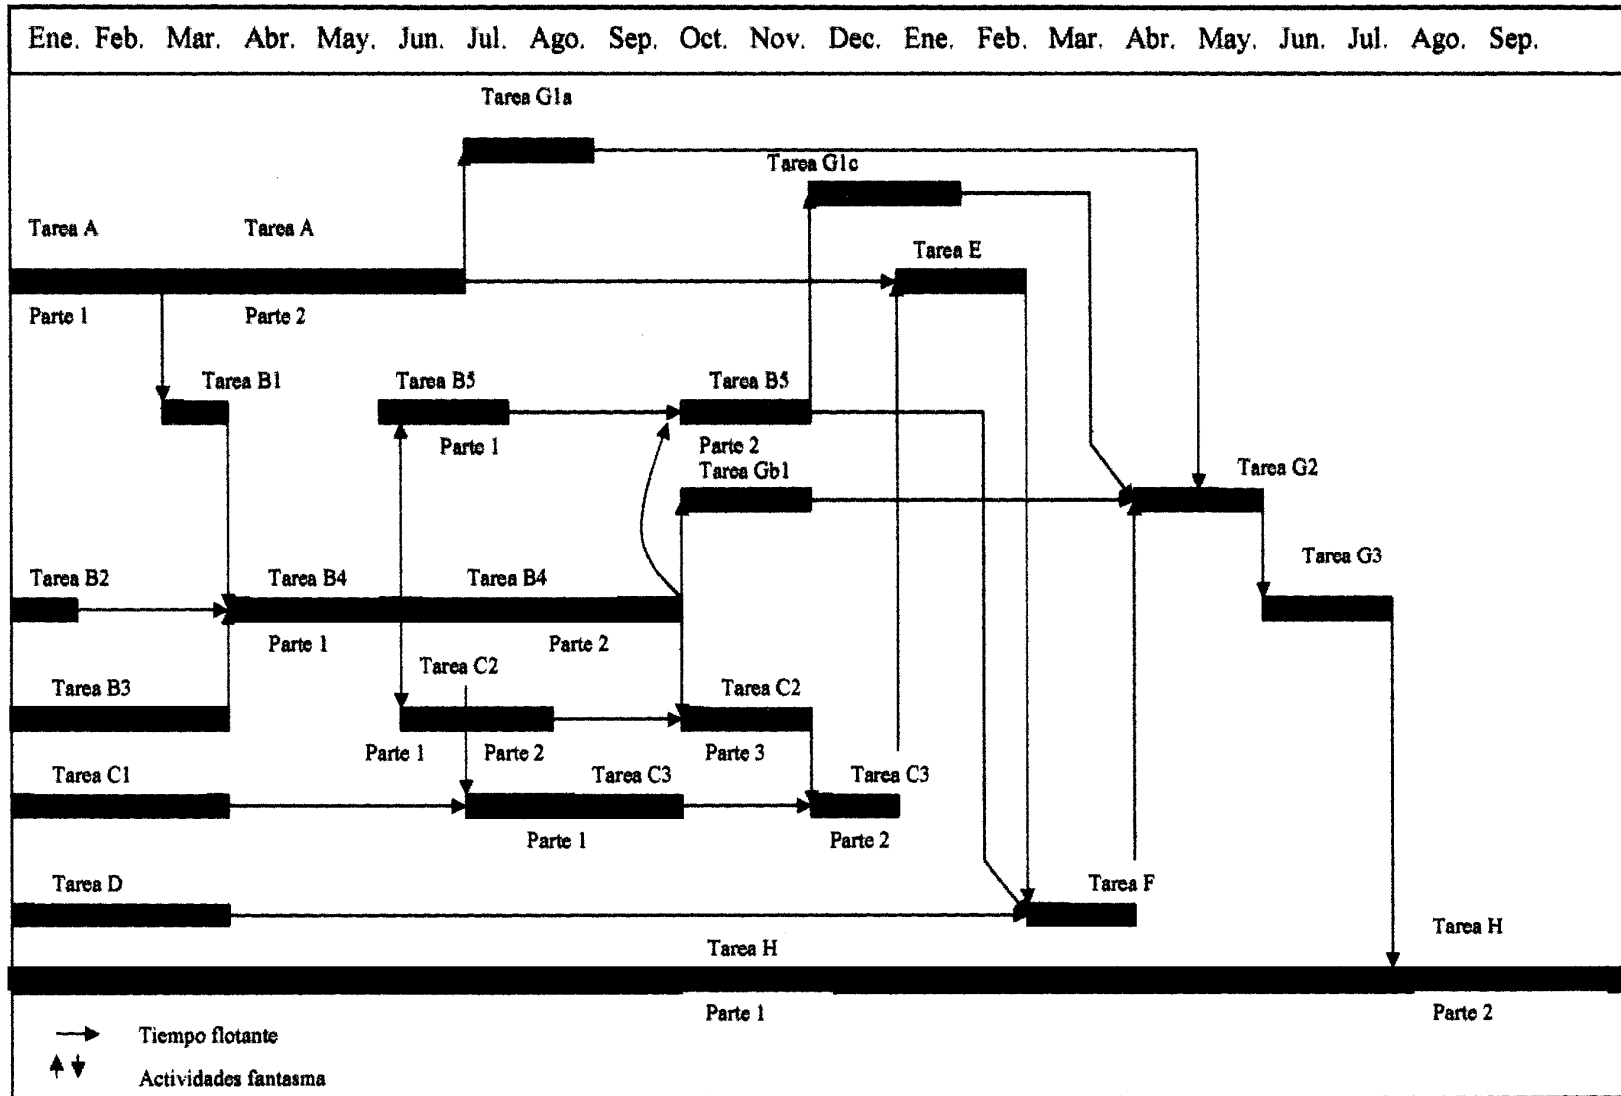 Ene. Feb. Mar. Abr. May. Jun. Jul. Ago. Sep. Oct. Nov. Dec. Ene. Feb. Mar. Abr. May. Jun. Jul. Ago. Sep.
Tarea G1a
Tarea G1c
Tarea A Tarea A
Tarea E
Parte 1 Parte 2
Tarea B1 Tarea B5 Tarea B5
Parte 1 Parte 2
Tarea Gb1 Tarea G2
Tarea G3
Tarea B2 Tarea B4 Tarea B4
Parte 1 Parte 2
Tarea C2
Tarea B3 Tarea C2
Parte 1 Parte 2 Parte 3
Tarea C1 Tarea C3 Tarea C3
Parte 1 Parte 2
Tarea D Tarea F
Tarea H
Tarea H
Parte 1 Parte 2
Tiempo flotante
Actividades fantasma